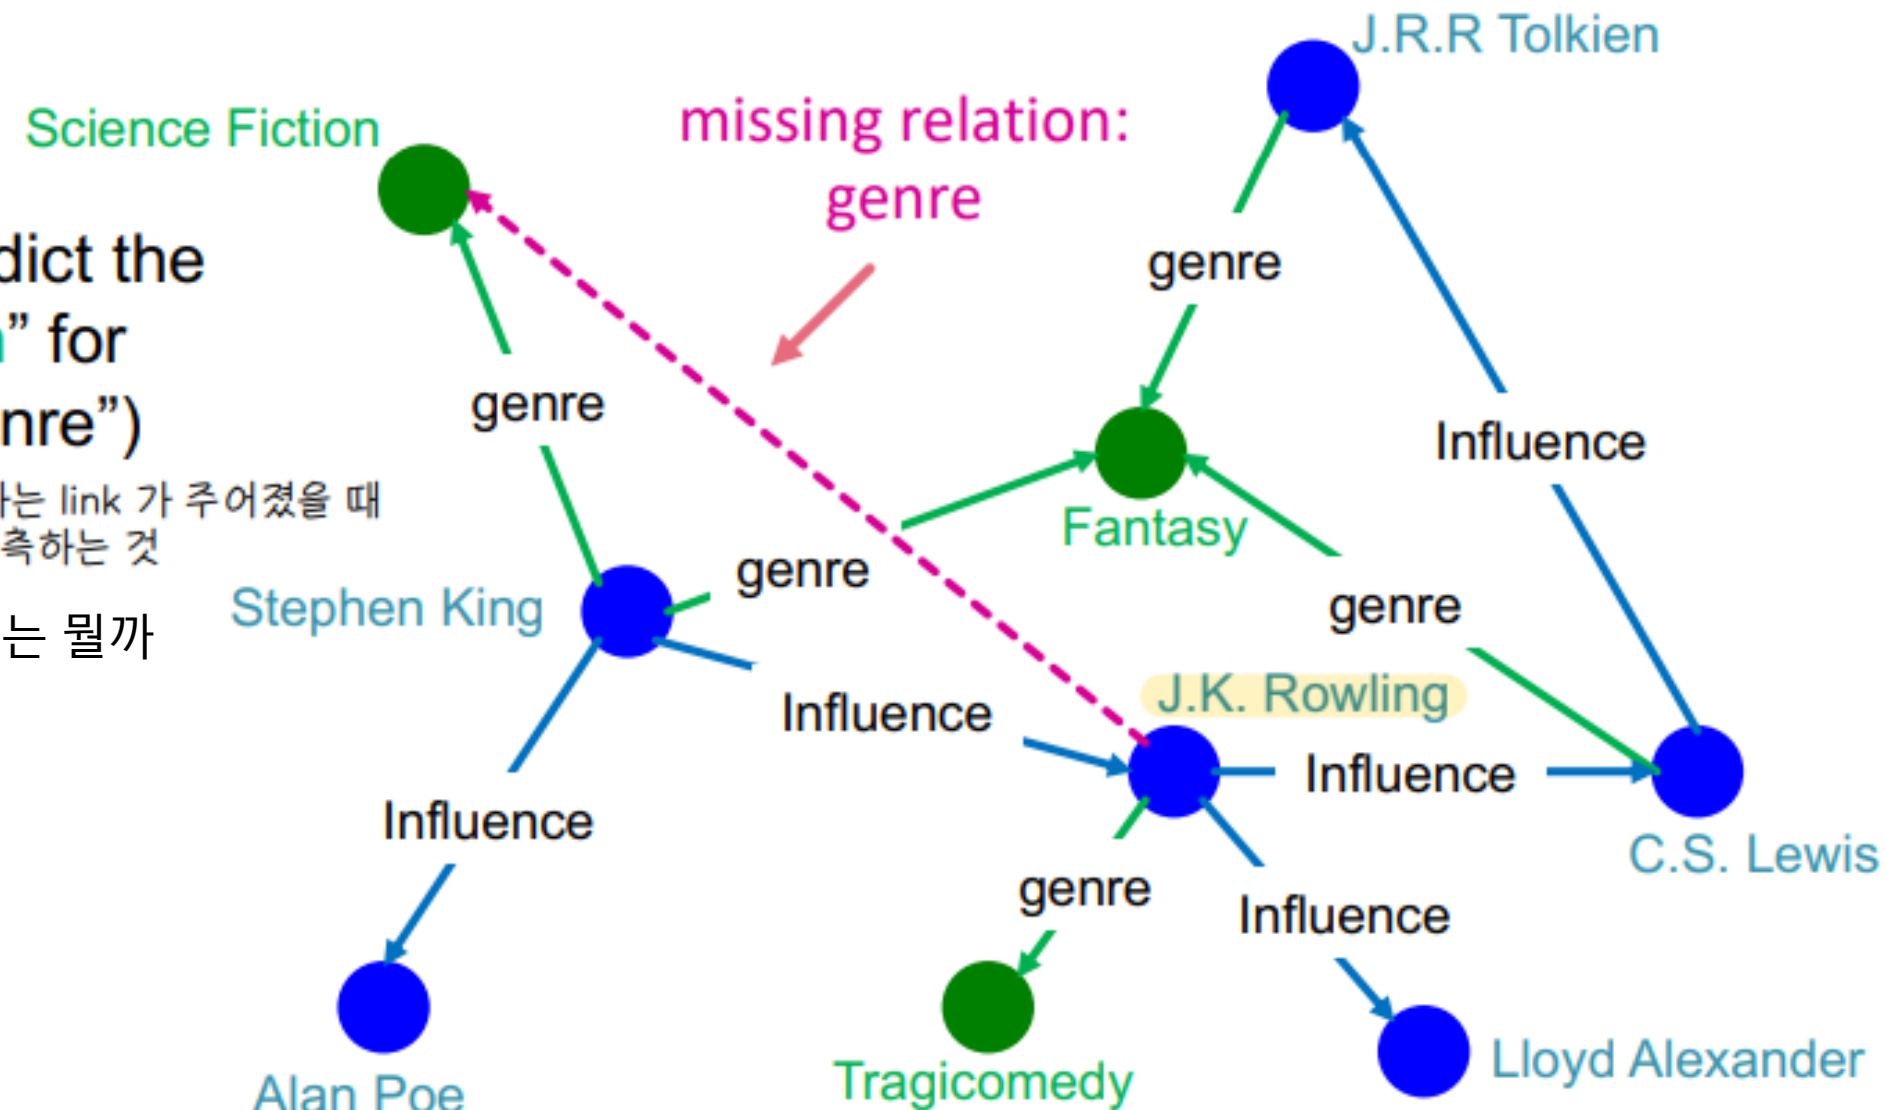 J.R.R Tolkien
Science Fiction
missing relation:
genre
dict the
” for
nre”)
genre
genre
Influence
는 link 가 주어졌을 때
측하는 것
Fantasy
genre
genre
Stephen King
는 뭘까
J.K. Rowling
Influence
Influence
Influence
C.S. Lewis
genre
Influence
Lloyd Alexander
Tragicomedy
Alan Poe